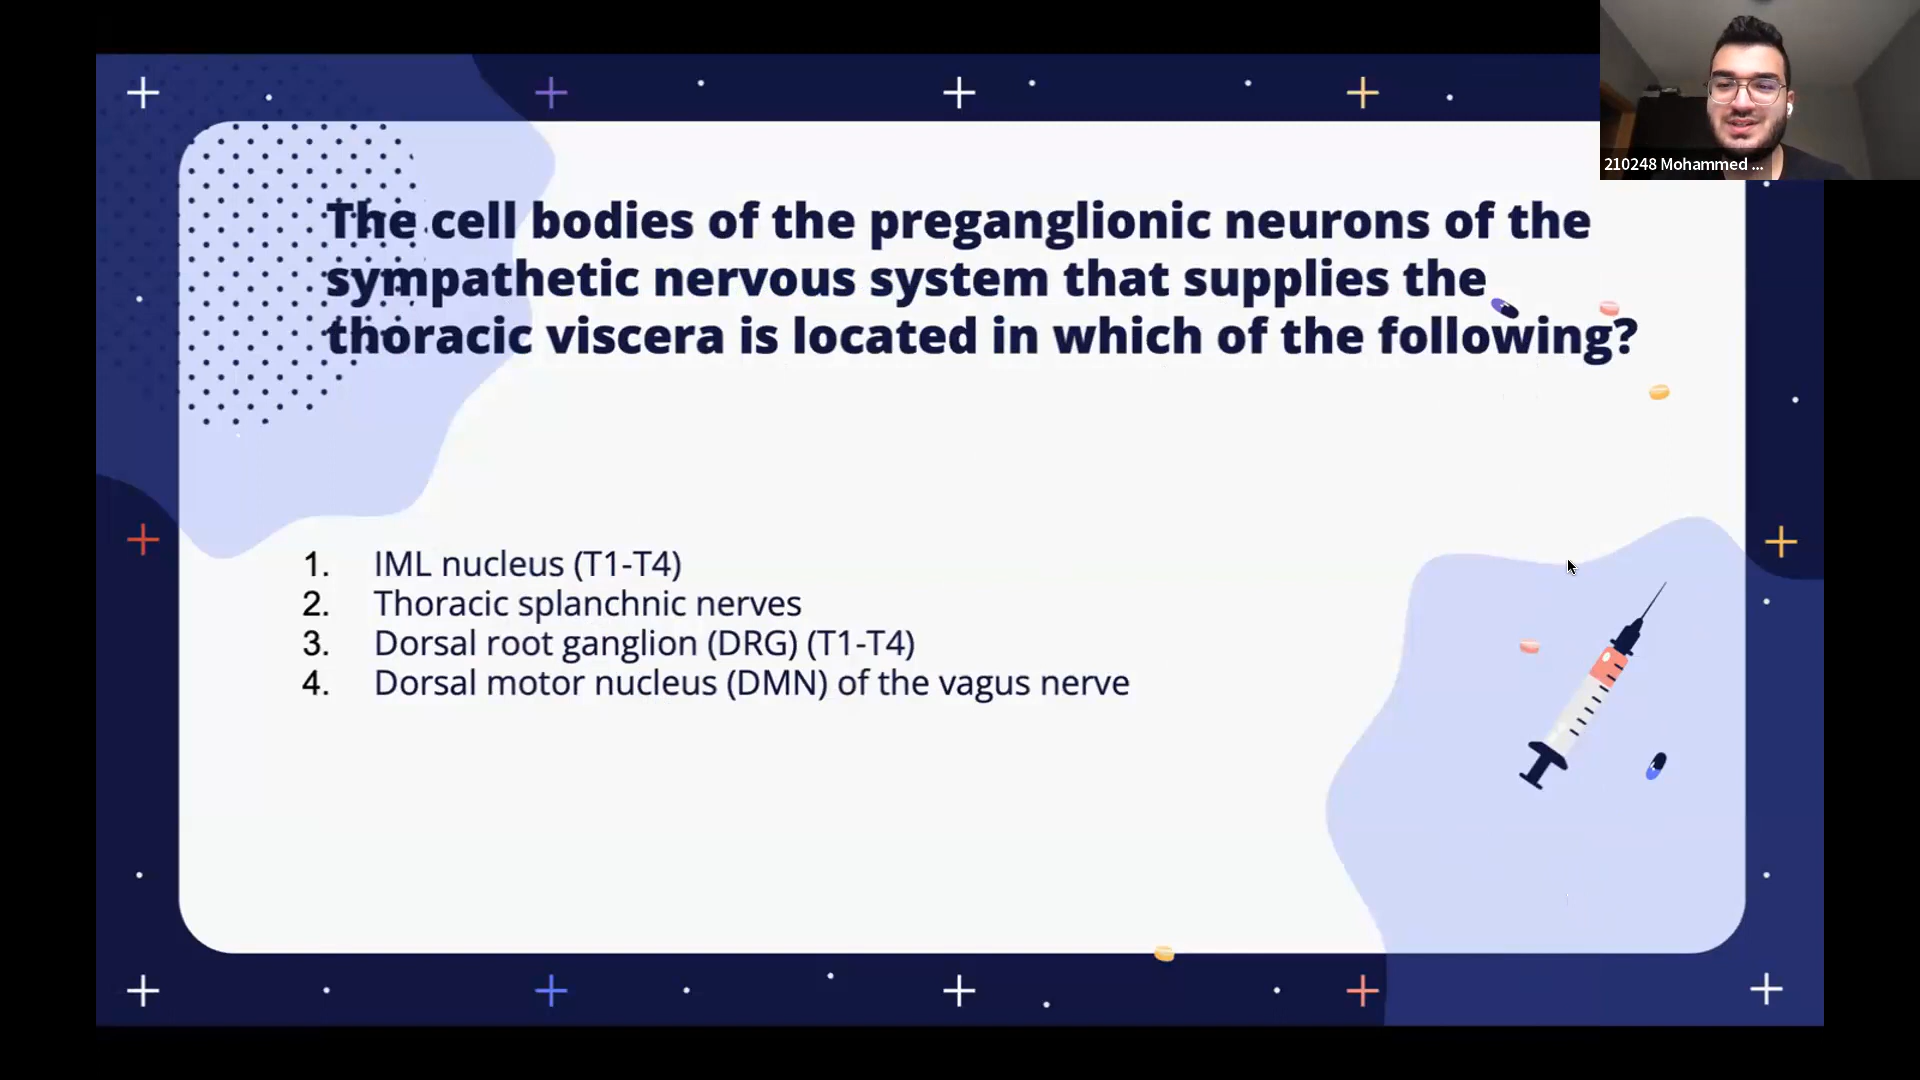 The cell bodies of the preganglionic neurons of the
sympathetic nervous system that supplies the
thoracic viscera is located in which of the following?
1. IML nucleus (T1-T4)
2. Thoracic splanchnic nerves
3. Dorsal root ganglion (DRG) (T1-T4)
4. Dorsal motor nucleus (DMN) of the vagus nerve
210248 Mohammed ...